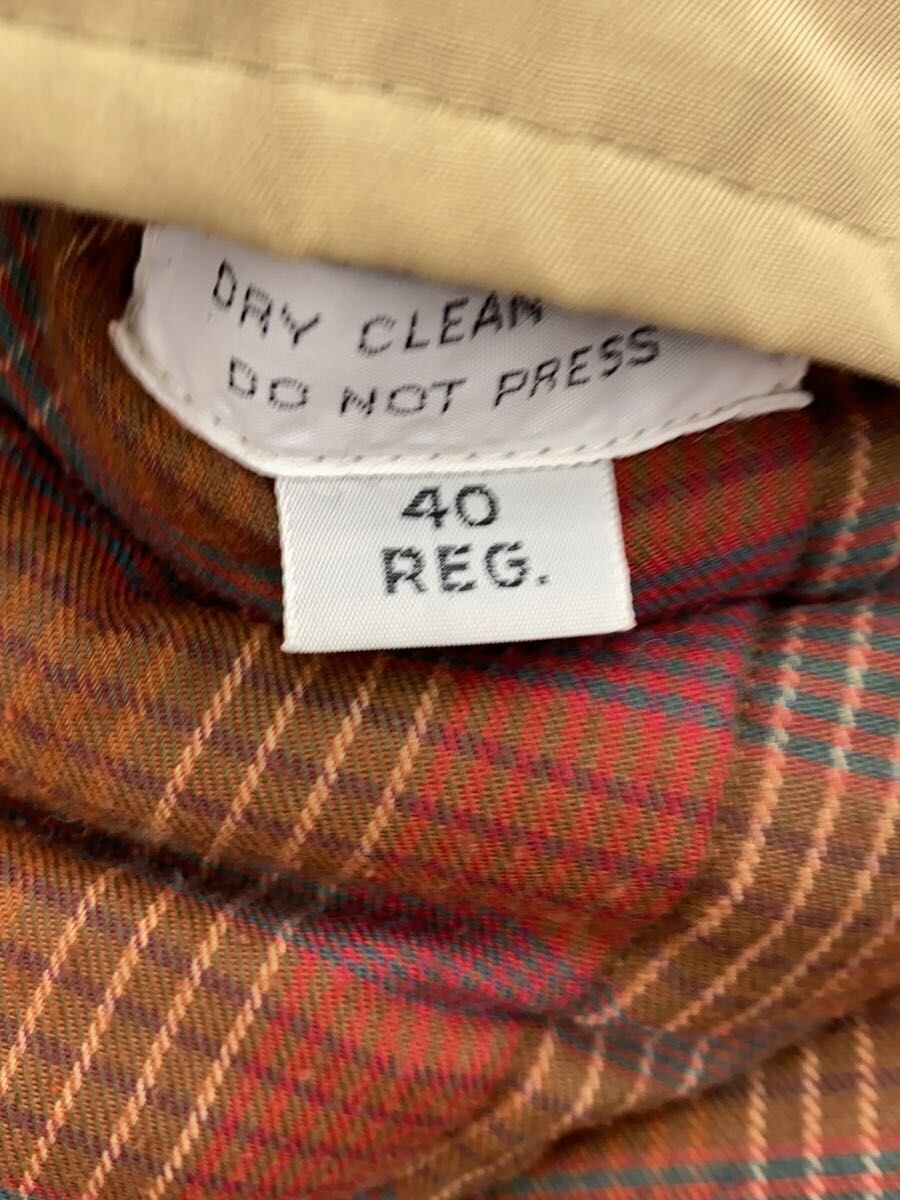 DRY CLEAN
DO NOT PRESS
40
REG.